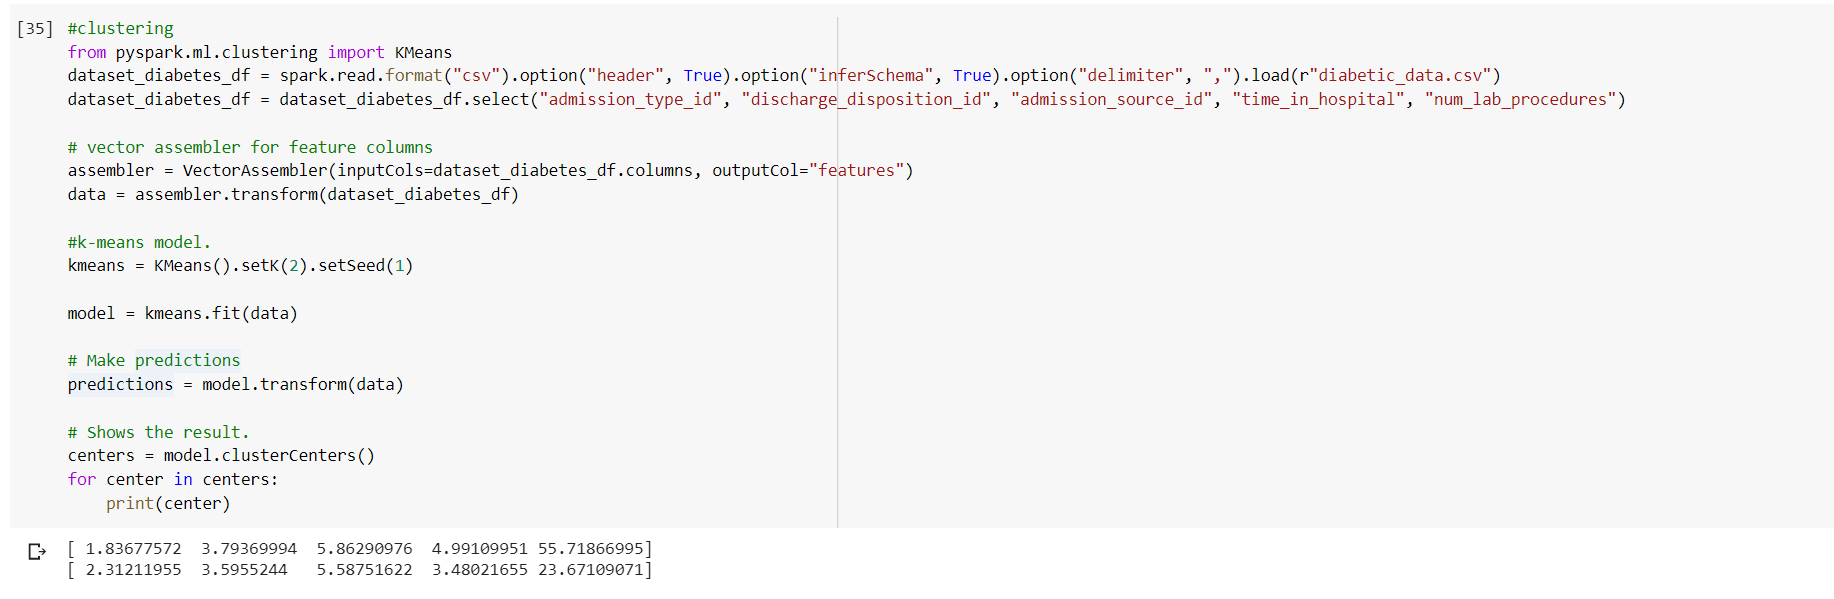 [35] #clustering
from pyspark.ml.clustering import KMeans
dataset_diabetes_df = spark.read.format("csv").option("header", True).option("inferSchema", True).option("delimiter", ",").load(r"diabetic_data.csv")
dataset_diabetes_df = dataset_diabetes_df.select("admission_type_id", "discharge_disposition_id", "admission_source_id", "time_in_hospital", "num_lab_procedures")
# vector assembler for feature columns
assembler = VectorAssembler(inputCols=dataset_diabetes_df.columns, outputCol="features")
data = assembler.transform(dataset_diabetes_df)
#k-means model.
kmeans = KMeans().setK(2).setSeed(1)
model = kmeans.fit(data)
# Make predictions
predictions = model.transform(data)
# Shows the result.
centers = model.clusterCenters()
for center in centers:
    print(center)
[ 1.83677572  3.79369994  5.86290976  4.99109951 55.71866995]
[ 2.31211955  3.5955244   5.58751622  3.48021655 23.67109071]